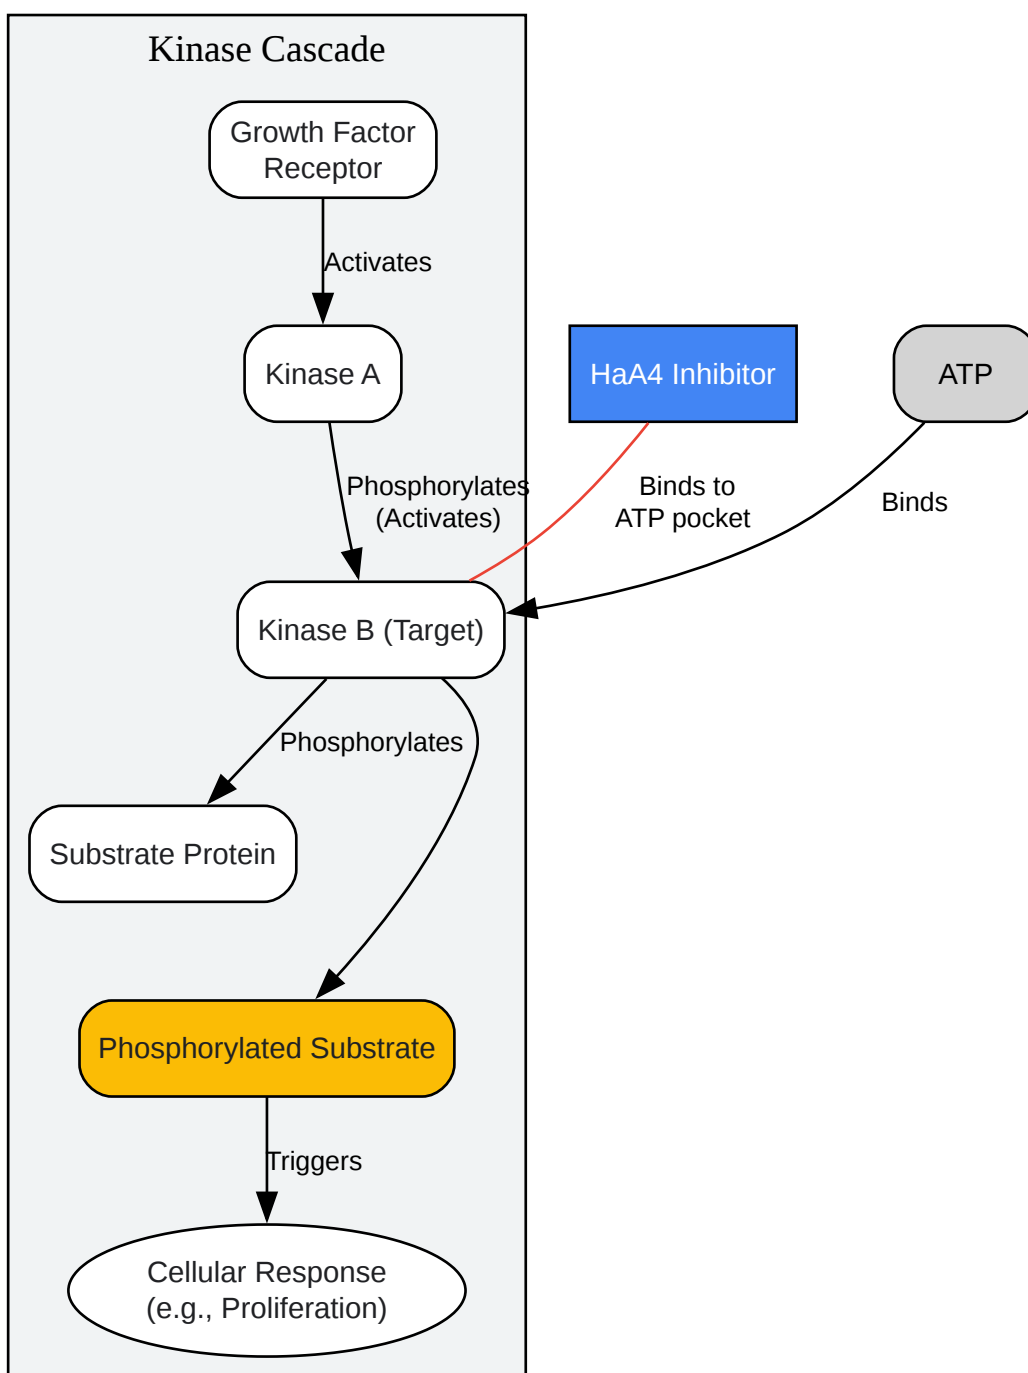 Kinase Cascade
Growth Factor
Receptor
Activates
Kinase A
HaA4 Inhibitor
ATP
Phosphorylates
(Activates)
Binds to
ATP pocket
Binds
Kinase B (Target)
Phosphorylates
Substrate Protein
Phosphorylated Substrate
Triggers
Cellular Response
(e.g., Proliferation)